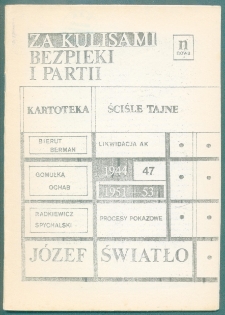 ZA KULISAMI
BEZPIEKI
I PARTII
n
KARTOTEKA ŚCIŚLE TAJNE
BIERUT
BERMAN
LIKWIDACJA AK
GOMUŁKA
OCHAB
1944 47
1951 53
RADKIEWICZ
SPYCHALSKI
PROCESY POKAZOWE
JÓZEF ŚWIATŁO